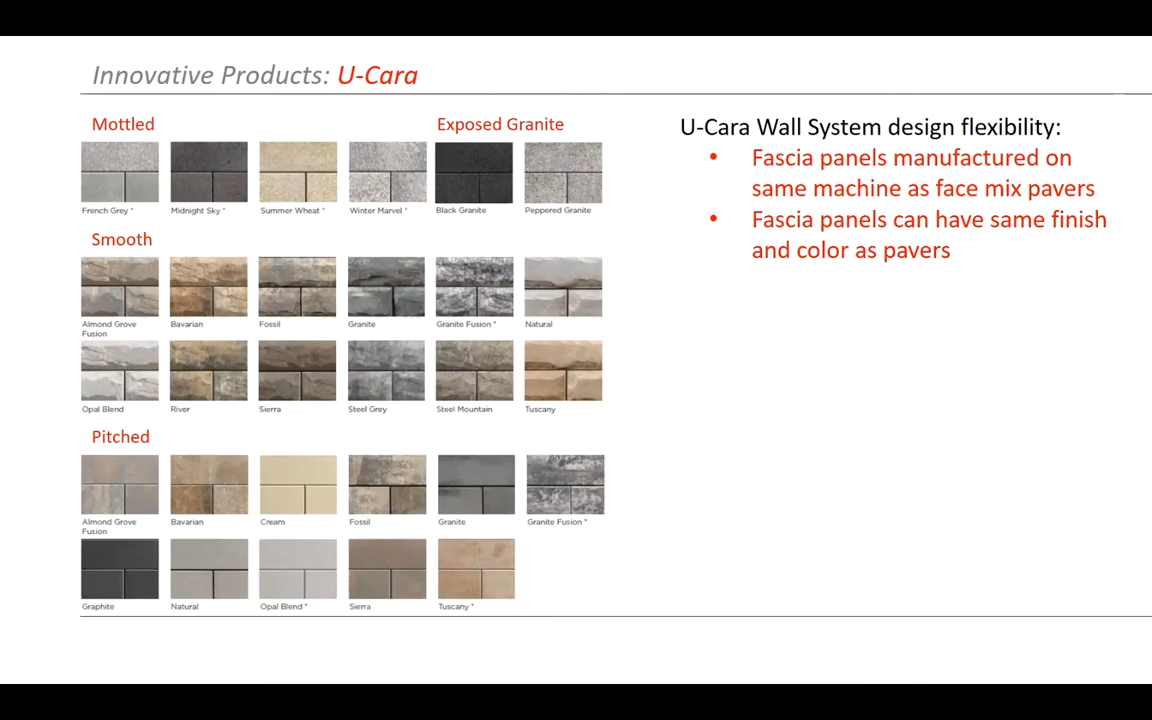 Innovative Products: U-Cara
Mottled
Exposed Granite
French Grey *
Midnight Sky *
Summer Wheat *
Winter Marvel *
Black Granite
Peppered Granite
Smooth
Almond Grove
Fusion
Bavarian
Fossil
Granite
Granite Fusion *
Natural
Opal Blend
River
Sierra
Steel Grey
Steel Mountain
Tuscany
Pitched
Almond Grove
Fusion
Bavarian
Cream
Fossil
Granite
Granite Fusion *
Graphite
Natural
Opal Blend *
Sierra
Tuscany *
U-Cara Wall System design flexibility:
• Fascia panels manufactured on
same machine as face mix pavers
• Fascia panels can have same finish
and color as pavers